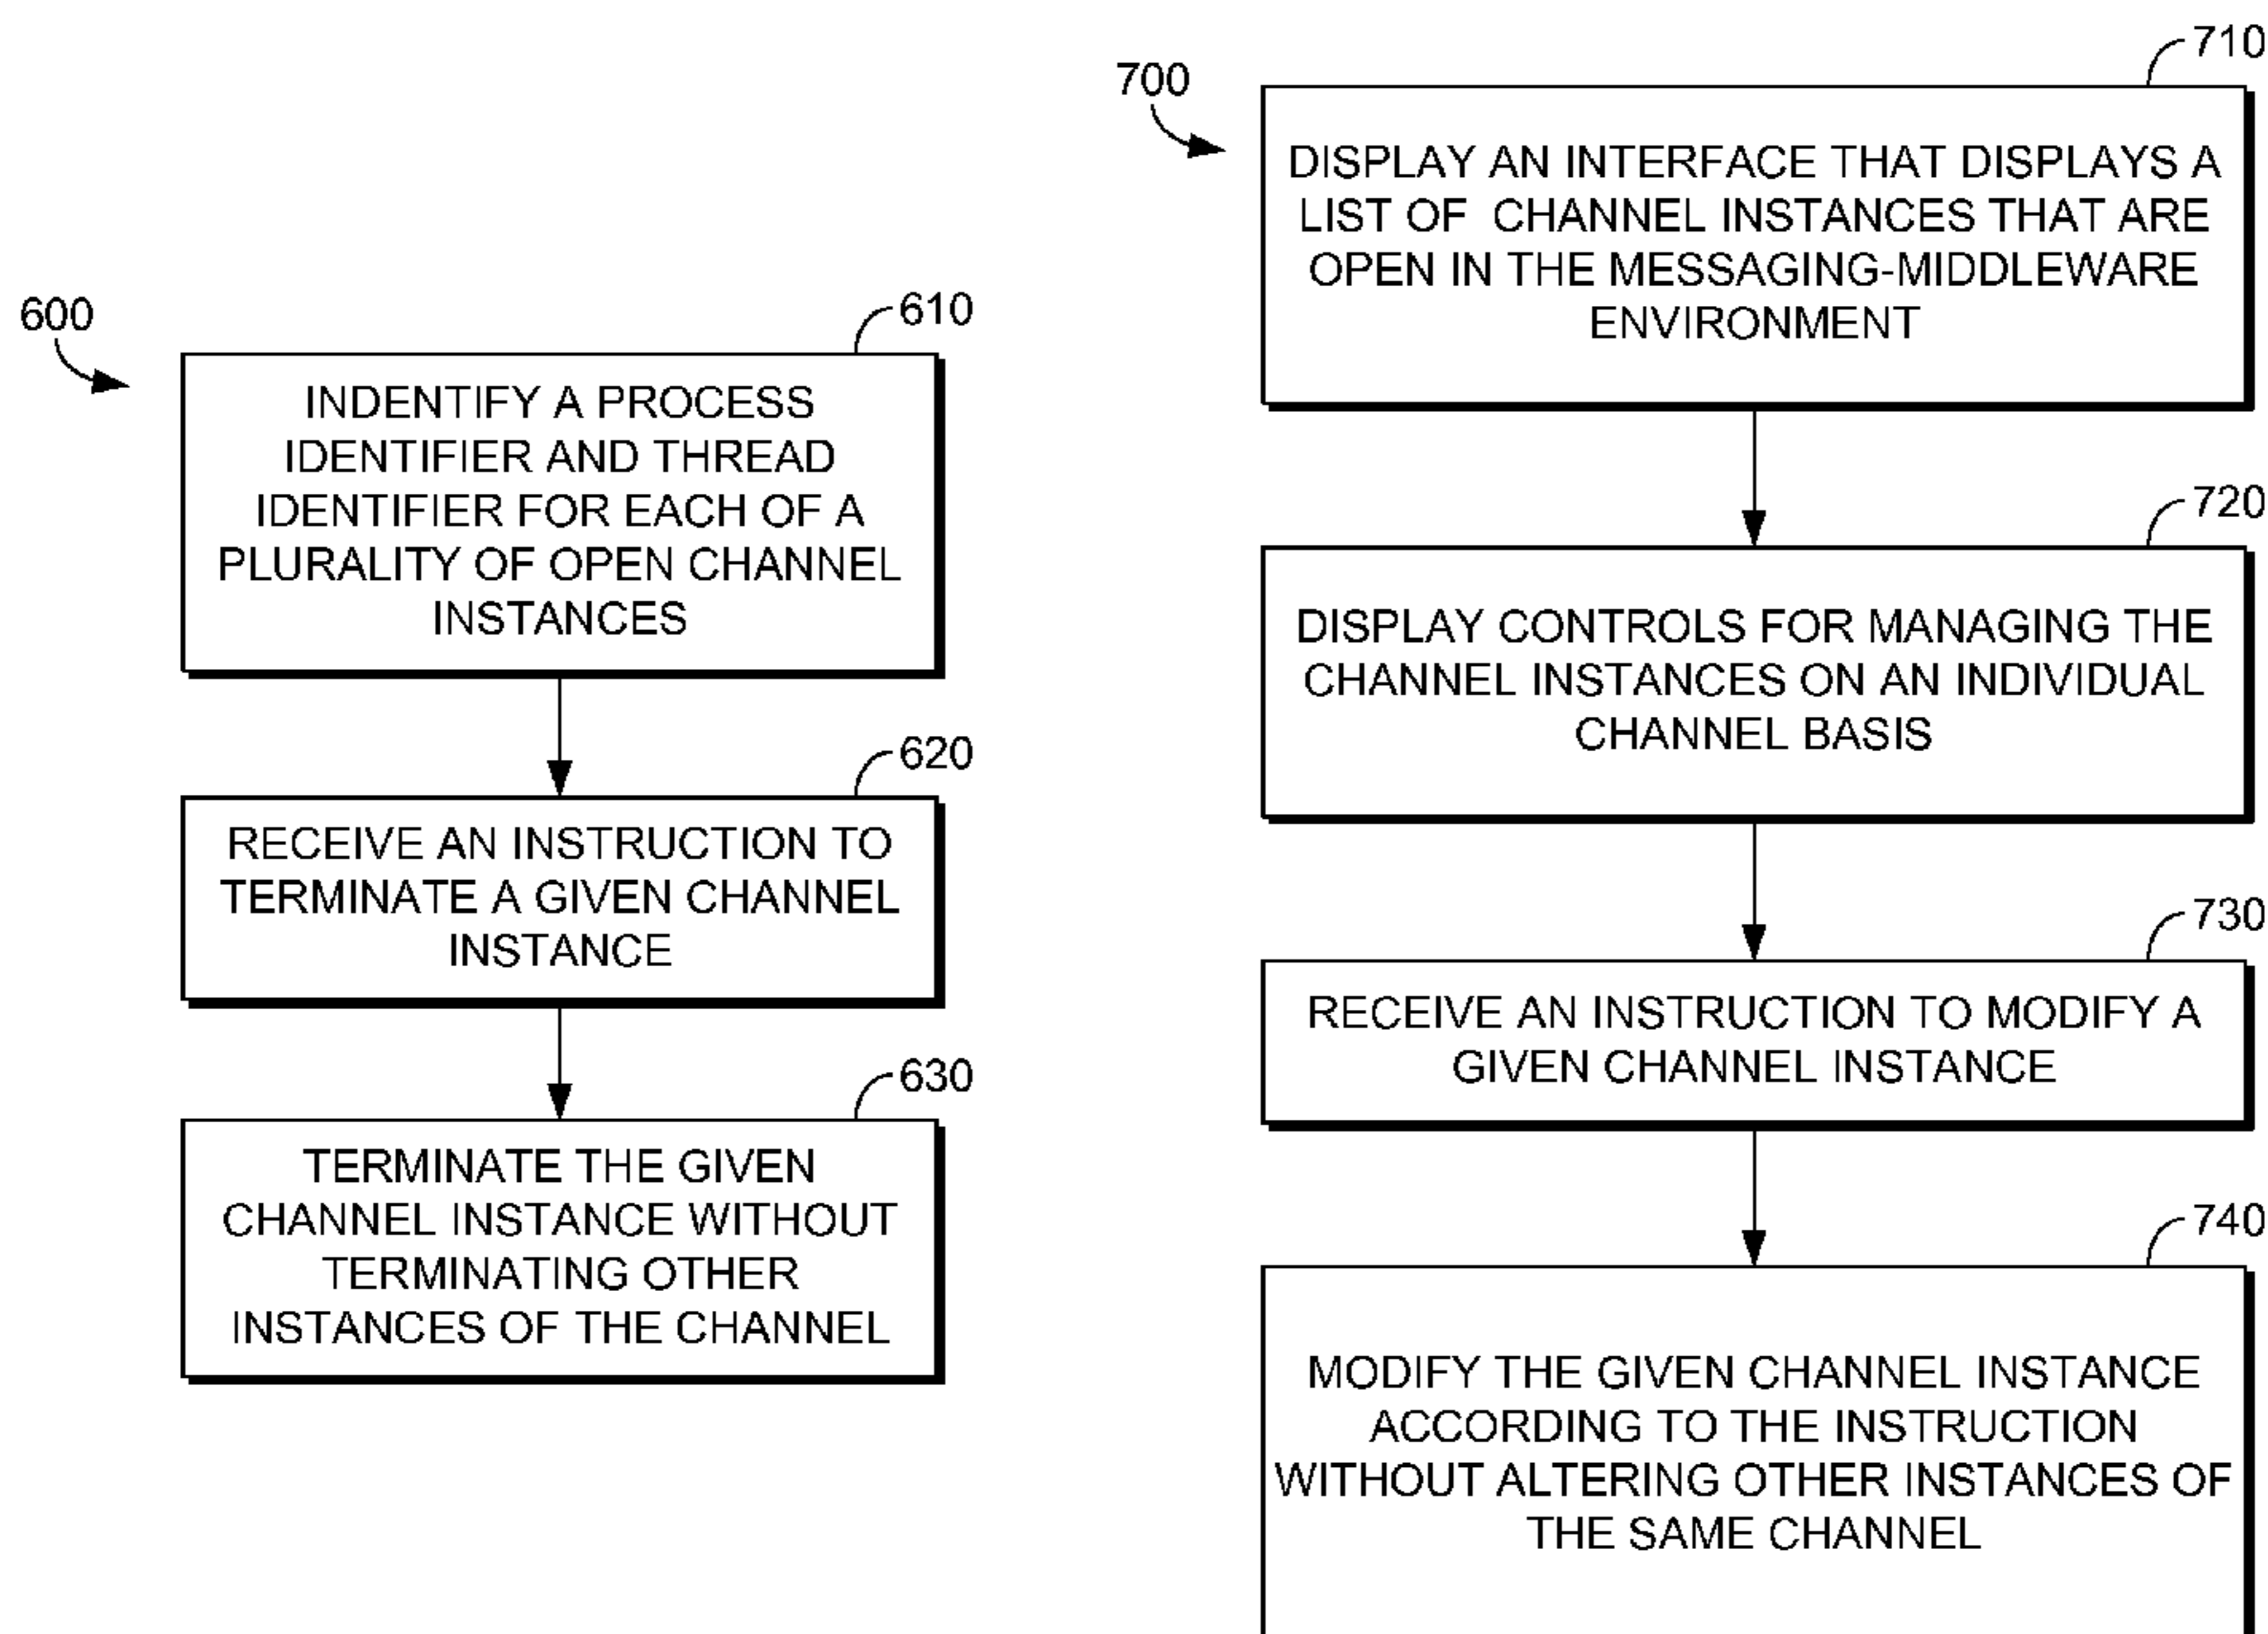 600
610
INDENTIFY A PROCESS
IDENTIFIER AND THREAD
IDENTIFIER FOR EACH OF A
PLURALITY OF OPEN CHANNEL
INSTANCES
620
RECEIVE AN INSTRUCTION TO
TERMINATE A GIVEN CHANNEL
INSTANCE
630
TERMINATE THE GIVEN
CHANNEL INSTANCE WITHOUT
TERMINATING OTHER
INSTANCES OF THE CHANNEL
700
710
DISPLAY AN INTERFACE THAT DISPLAYS A
LIST OF CHANNEL INSTANCES THAT ARE
OPEN IN THE MESSAGING-MIDDLEWARE
ENVIRONMENT
720
DISPLAY CONTROLS FOR MANAGING THE
CHANNEL INSTANCES ON AN INDIVIDUAL
CHANNEL BASIS
730
RECEIVE AN INSTRUCTION TO MODIFY A
GIVEN CHANNEL INSTANCE
740
MODIFY THE GIVEN CHANNEL INSTANCE
ACCORDING TO THE INSTRUCTION
WITHOUT ALTERING OTHER INSTANCES OF
THE SAME CHANNEL